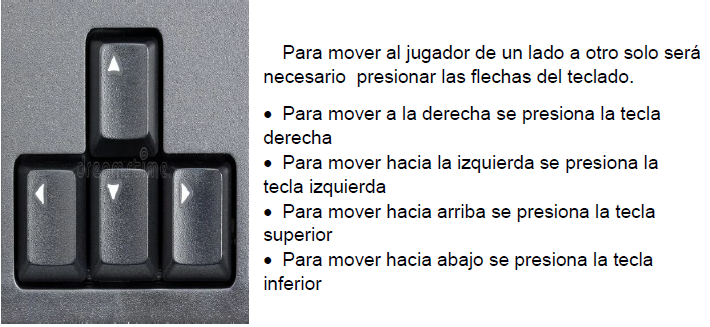 Para mover al jugador de un lado a otro solo será
necesario presionar las flechas del teclado.
• Para mover a la derecha se presiona la tecla
derecha
• Para mover hacia la izquierda se presiona la
tecla izquierda
• Para mover hacia arriba se presiona la tecla
superior
• Para mover hacia abajo se presiona la tecla
inferior
dreamstime